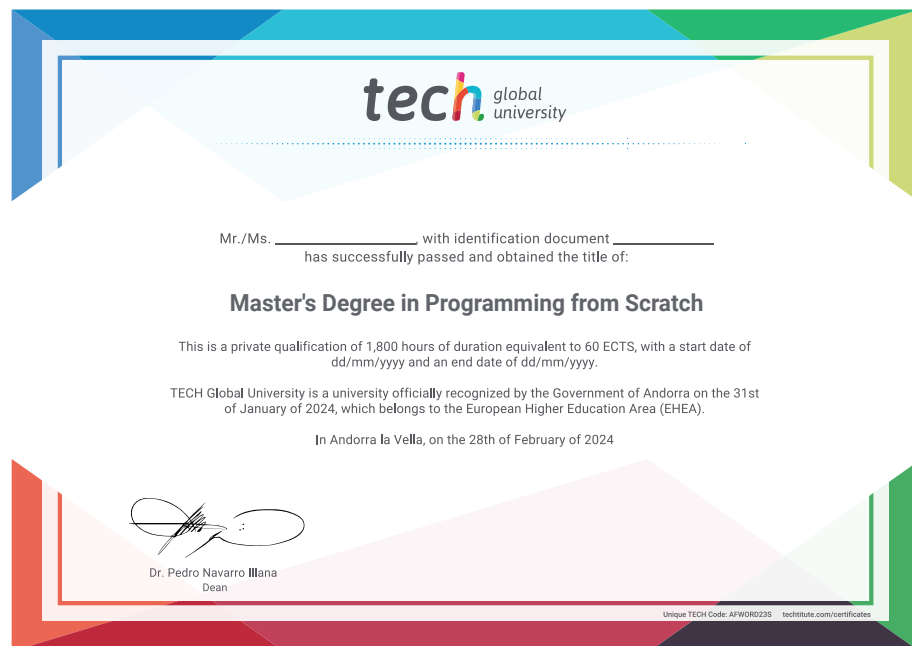 tech global university
Mr./Ms. ____________, with identification document ____________
has successfully passed and obtained the title of:
Master's Degree in Programming from Scratch
This is a private qualification of 1,800 hours of duration equivalent to 60 ECTS, with a start date of
dd/mm/yyyy and an end date of dd/mm/yyyy.
TECH Global University is a university officially recognized by the Government of Andorra on the 31st
of January of 2024, which belongs to the European Higher Education Area (EHEA).
In Andorra la Vella, on the 28th of February of 2024
Dr. Pedro Navarro Illana
Dean
Unique TECH Code: AFWORD23S techtitute.com/certificates